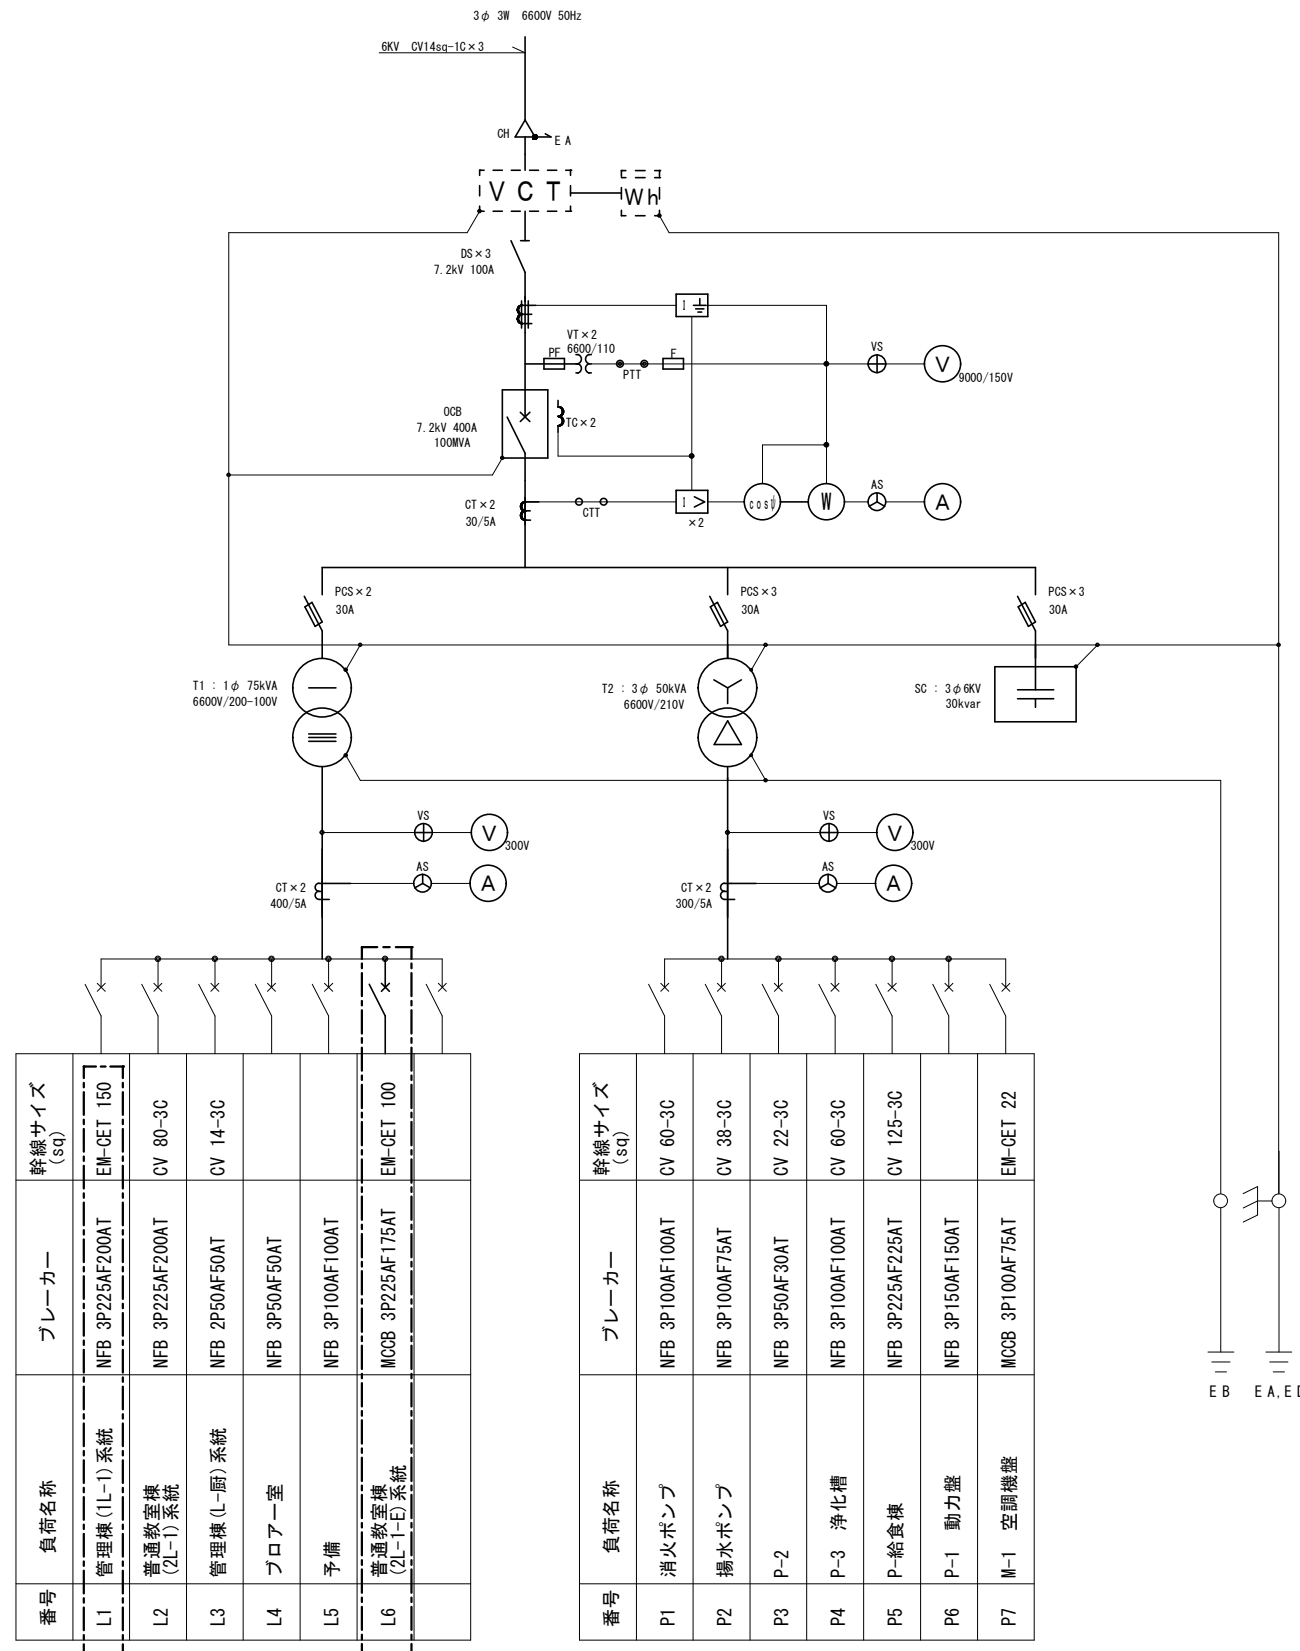 3φ 3W 6600V 50Hz
6KV CV14sq-1C×3
CH
EA
VCT
Wh
DS×3
7.2kV 100A
I
VT×2
6600/110
PF
PTT
F
VS
V
9000/150V
OCB
7.2kV 400A
100MVA
TC×2
CT×2
30/5A
CTT
I >
×2
cosψ
W
AS
A
PCS×2
30A
PCS×3
30A
PCS×3
30A
T1 : 1φ 75kVA
6600V/200-100V
T2 : 3φ 50kVA
6600V/210V
SC : 3φ6KV
30kvar
VS
V
300V
AS
A
CT×2
400/5A
VS
V
300V
AS
A
CT×2
300/5A
幹線サイズ
(sq)
EM-CET 150
CV 80-3C
CV 14-3C
EM-CET 100
ブレーカー
NFB 3P225AF200AT
NFB 3P225AF200AT
NFB 2P50AF50AT
NFB 3P50AF50AT
NFB 3P100AF100AT
MCCB 3P225AF175AT
負荷名称
管理棟(1L-1)系統
普通教室棟
(2L-1)系統
管理棟(L-厨)系統
ブロアー室
予備
普通教室棟
(2L-1-E)系統
番号
L1
L2
L3
L4
L5
L6
幹線サイズ
(sq)
CV 60-3C
CV 38-3C
CV 22-3C
CV 60-3C
CV 125-3C
EM-CET 22
ブレーカー
NFB 3P100AF100AT
NFB 3P100AF75AT
NFB 3P50AF30AT
NFB 3P100AF100AT
NFB 3P225AF225AT
NFB 3P150AF150AT
MCCB 3P100AF75AT
負荷名称
消火ポンプ
揚水ポンプ
P-2
P-3 浄化槽
P-給食棟
P-1 動力盤
M-1 空調機盤
番号
P1
P2
P3
P4
P5
P6
P7
EB
EA,ED